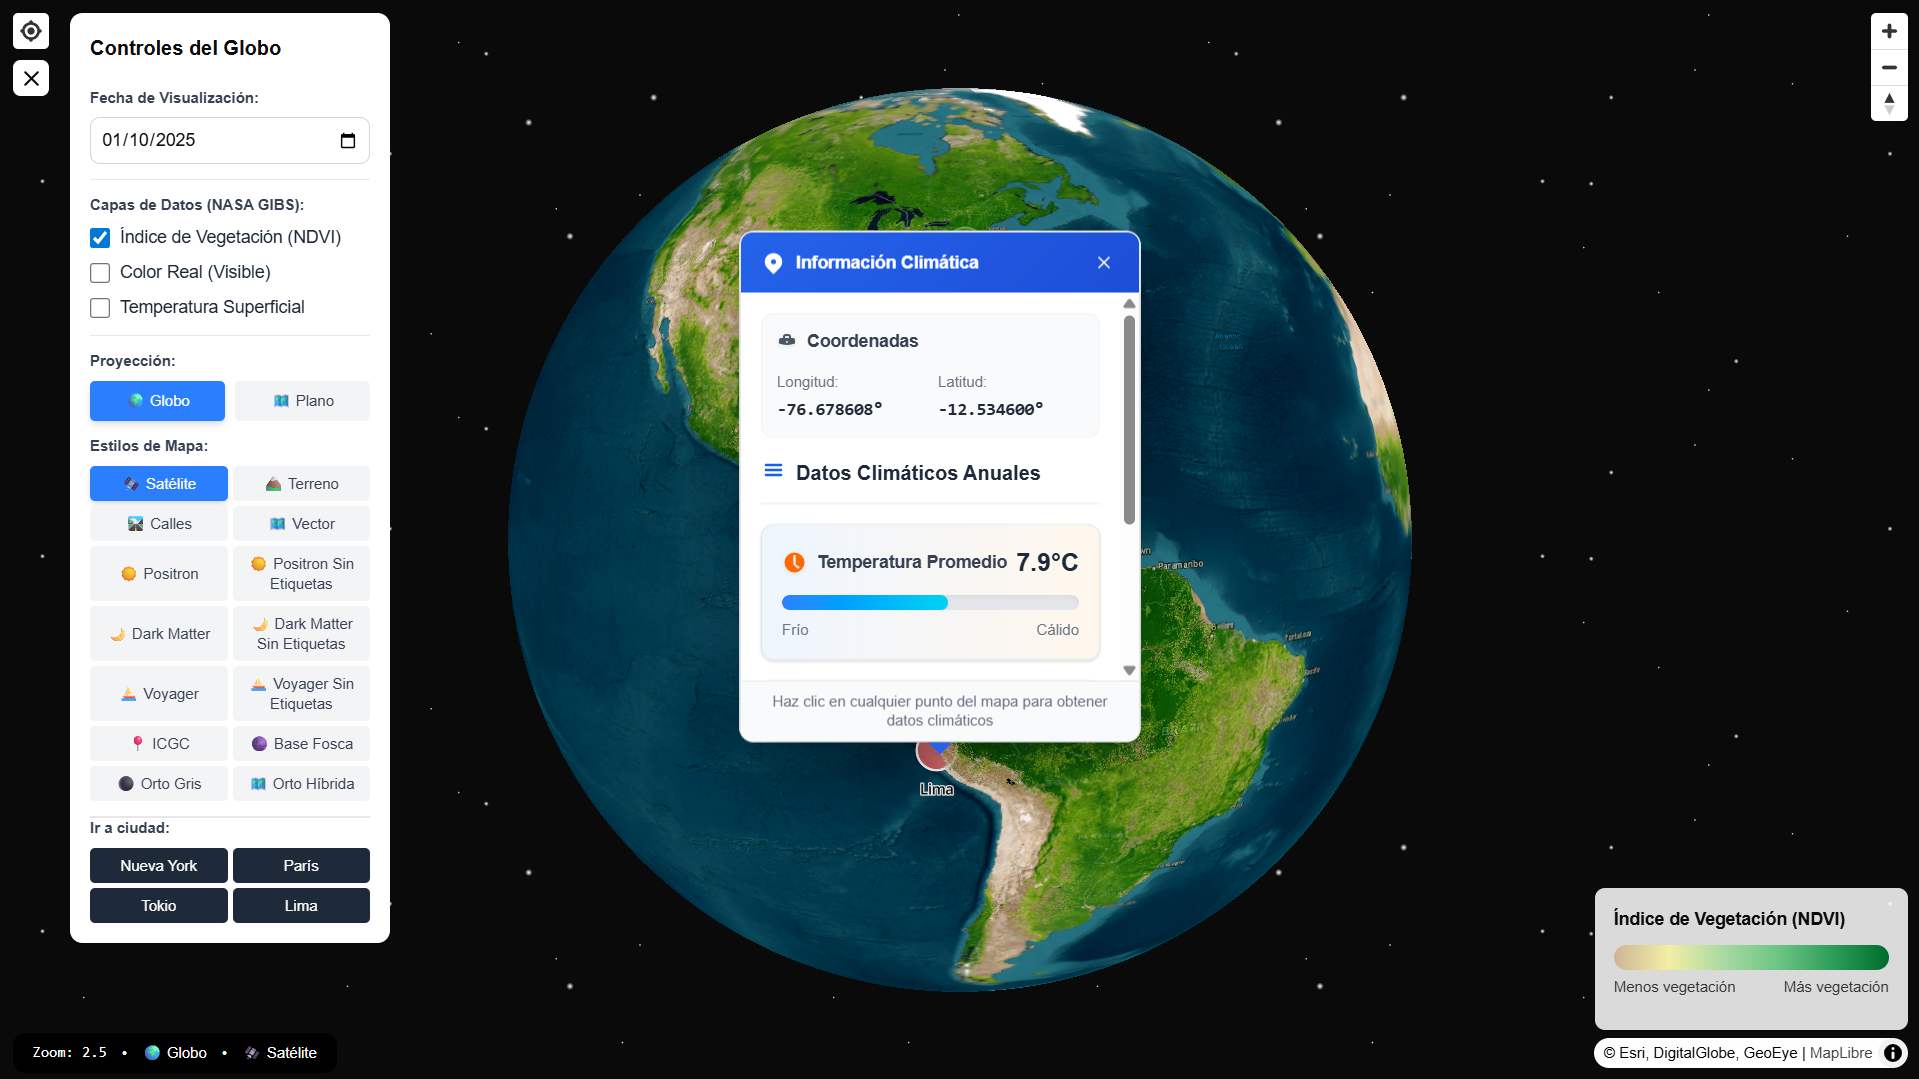 Controles del Globo
Fecha de Visualización:
01/10/2025
Capas de Datos (NASA GIBS):
Índice de Vegetación (NDVI)
Color Real (Visible)
Temperatura Superficial
Proyección:
Globo
Plano
Estilos de Mapa:
Satélite
Terreno
Calles
Vector
Positron
Positron Sin
Etiquetas
Dark Matter
Dark Matter
Sin Etiquetas
Voyager
Voyager Sin
Etiquetas
ICGC
Base Fosca
Orto Gris
Orto Híbrida
Ir a ciudad:
Nueva York
París
Tokio
Lima
Zoom: 2.5 • Globo • Satélite
Información Climática
Coordenadas
Longitud:
Latitud:
-76.678608°
-12.534600°
Datos Climáticos Anuales
Temperatura Promedio 7.9°C
Frío
Cálido
Haz clic en cualquier punto del mapa para obtener
datos climáticos
Atlantic
Ocean
Paramaribo
Lima
Índice de Vegetación (NDVI)
Menos vegetación
Más vegetación
© Esri, DigitalGlobe, GeoEye | MapLibre